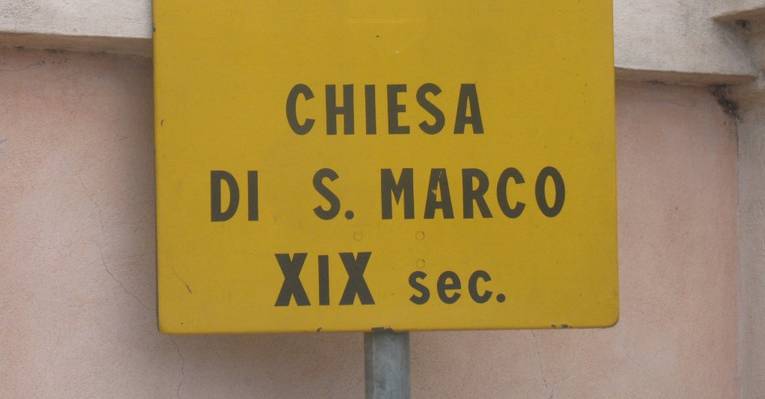 CHIESA
DI S. MARCO
XIX sec.